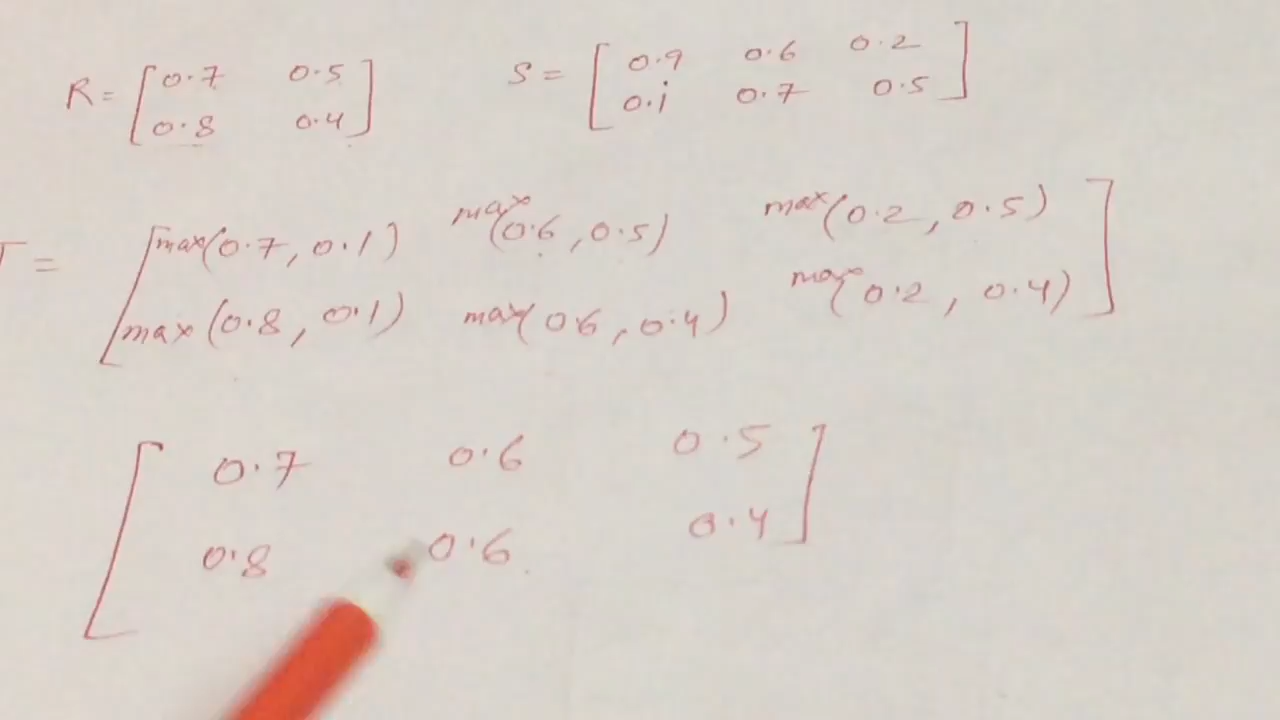 R = [0.7 0.5 S = [0.9 0.6 0.2
0.8 0.4] 0.1 0.7 0.5]
T = [max(0.7, 0.1) max(0.6, 0.5) max(0.2, 0.5)
max(0.8, 0.1) max(0.6, 0.4) max(0.2, 0.4)]
[0.7 0.6 0.5
0.8 0.6 0.4]